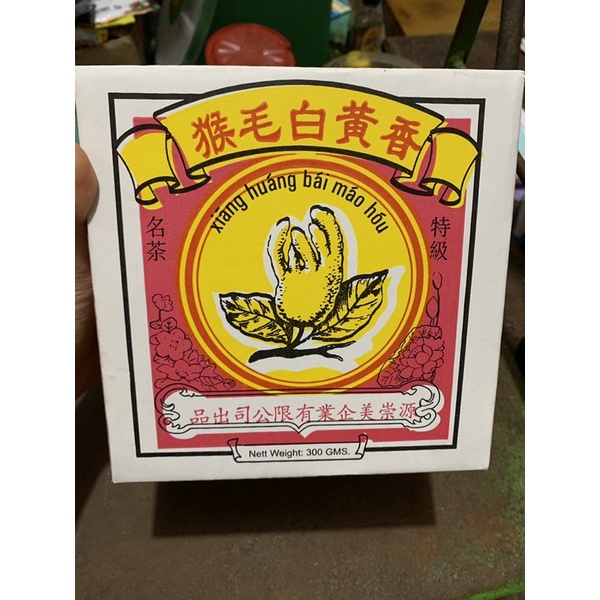 香黃白毛猴
xiāng huáng bái máo hóu
特級
名茶
源崇美企業有限公司出品
Nett Weight: 300 GMS.